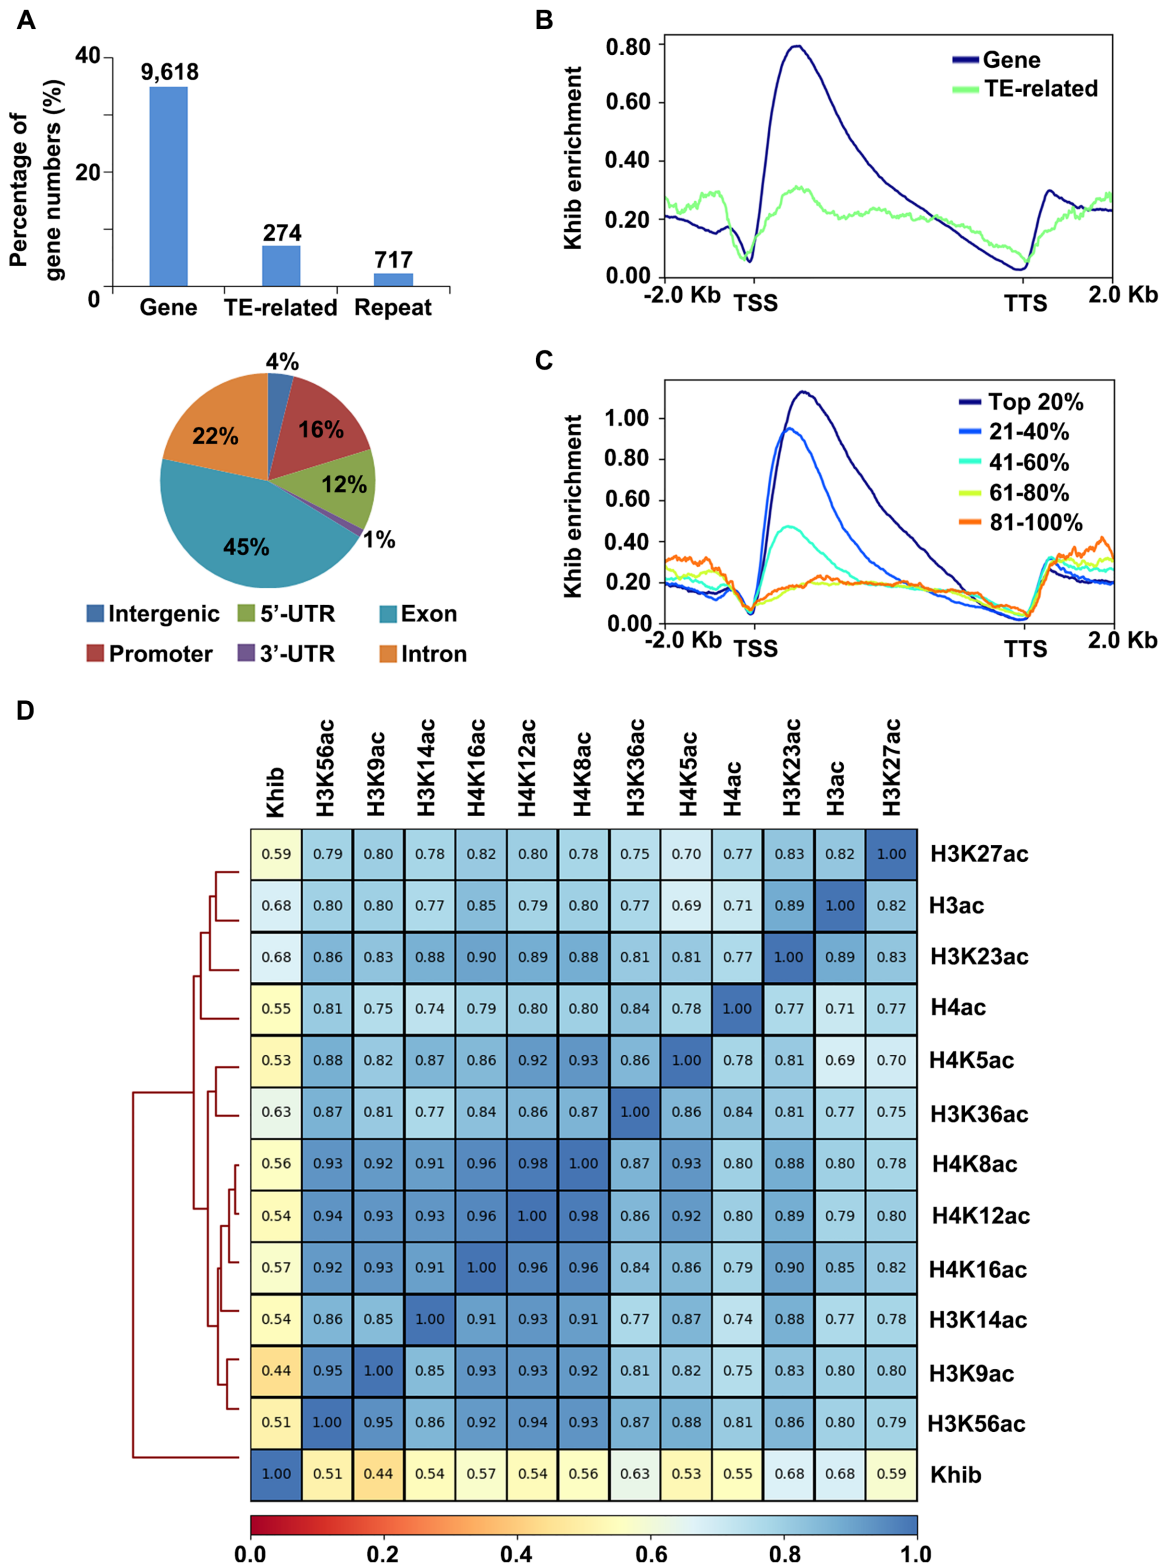 A
Percentage of
gene numbers (%)
40
20
0
9,618
274
717
Gene TE-related Repeat
4%
16%
12%
1%
45%
22%
Intergenic 5’-UTR Exon
Promoter 3’-UTR Intron
B
Khib enrichment
0.80
0.60
0.40
0.20
0.00
Gene
TE-related
-2.0 Kb TSS TTS 2.0 Kb
C
Khib enrichment
1.00
0.80
0.60
0.40
0.20
0.00
Top 20%
21-40%
41-60%
61-80%
81-100%
-2.0 Kb TSS TTS 2.0 Kb
D
Khib H3K56ac H3K9ac H3K14ac H4K16ac H4K12ac H4K8ac H3K36ac H4K5ac H4ac H3K23ac H3ac H3K27ac
0.59 0.79 0.80 0.78 0.82 0.80 0.78 0.75 0.70 0.77 0.83 0.82 1.00 H3K27ac
0.68 0.80 0.80 0.77 0.85 0.79 0.80 0.77 0.69 0.71 0.89 1.00 0.82 H3ac
0.68 0.86 0.83 0.88 0.90 0.89 0.88 0.81 0.81 0.77 1.00 0.89 0.83 H3K23ac
0.55 0.81 0.75 0.74 0.79 0.80 0.80 0.84 0.78 1.00 0.77 0.71 0.77 H4ac
0.53 0.88 0.82 0.87 0.86 0.92 0.93 0.86 1.00 0.78 0.81 0.69 0.70 H4K5ac
0.63 0.87 0.81 0.77 0.84 0.86 0.87 1.00 0.86 0.84 0.81 0.77 0.75 H3K36ac
0.56 0.93 0.92 0.91 0.96 0.98 1.00 0.87 0.93 0.80 0.88 0.80 0.78 H4K8ac
0.54 0.94 0.93 0.93 0.96 1.00 0.98 0.86 0.92 0.80 0.89 0.79 0.80 H4K12ac
0.57 0.92 0.93 0.91 1.00 0.96 0.96 0.84 0.86 0.79 0.90 0.85 0.82 H4K16ac
0.54 0.86 0.85 1.00 0.91 0.93 0.91 0.77 0.87 0.74 0.88 0.77 0.78 H3K14ac
0.44 0.95 1.00 0.85 0.93 0.93 0.92 0.81 0.82 0.75 0.83 0.80 0.80 H3K9ac
0.51 1.00 0.95 0.86 0.92 0.94 0.93 0.87 0.88 0.81 0.86 0.80 0.79 H3K56ac
1.00 0.51 0.44 0.54 0.57 0.54 0.56 0.63 0.53 0.55 0.68 0.68 0.59 Khib
0.0 0.2 0.4 0.6 0.8 1.0